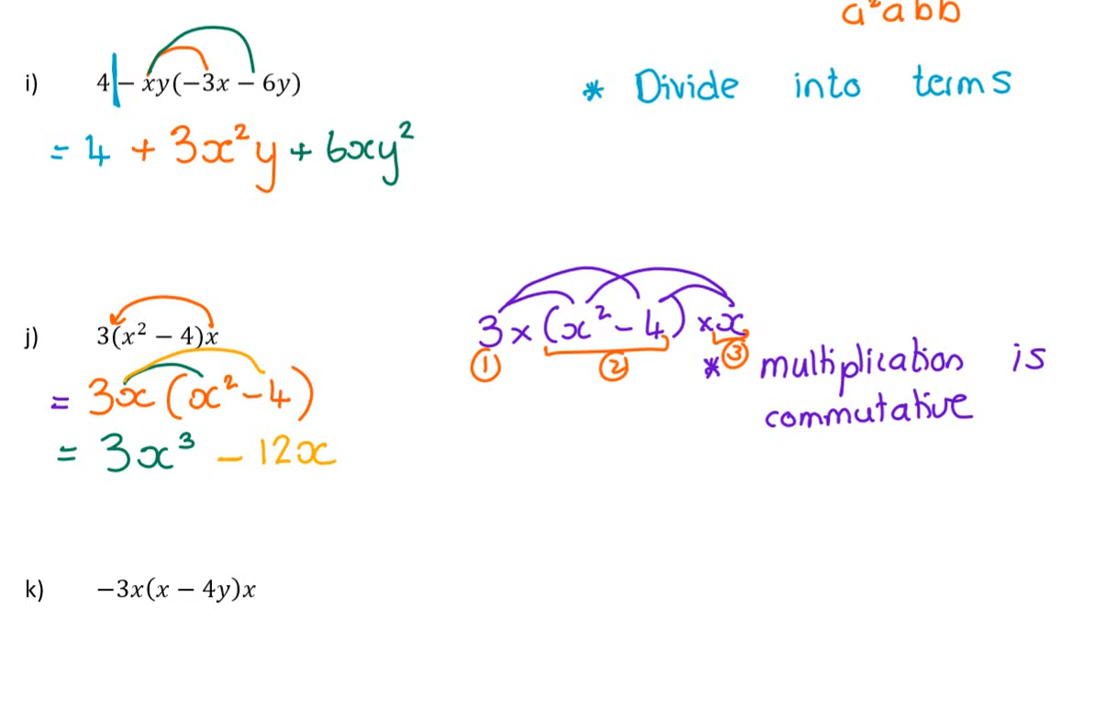 a²abb
i) 4|− xy(−3x − 6y)
* Divide into terms
= 4 + 3x²y + 6xy²
j) 3(x² − 4)x
3 × (x² − 4) × x
① ② ③
* multiplication is
commutative
= 3x(x² − 4)
= 3x³ − 12x
k) −3x(x − 4y)x